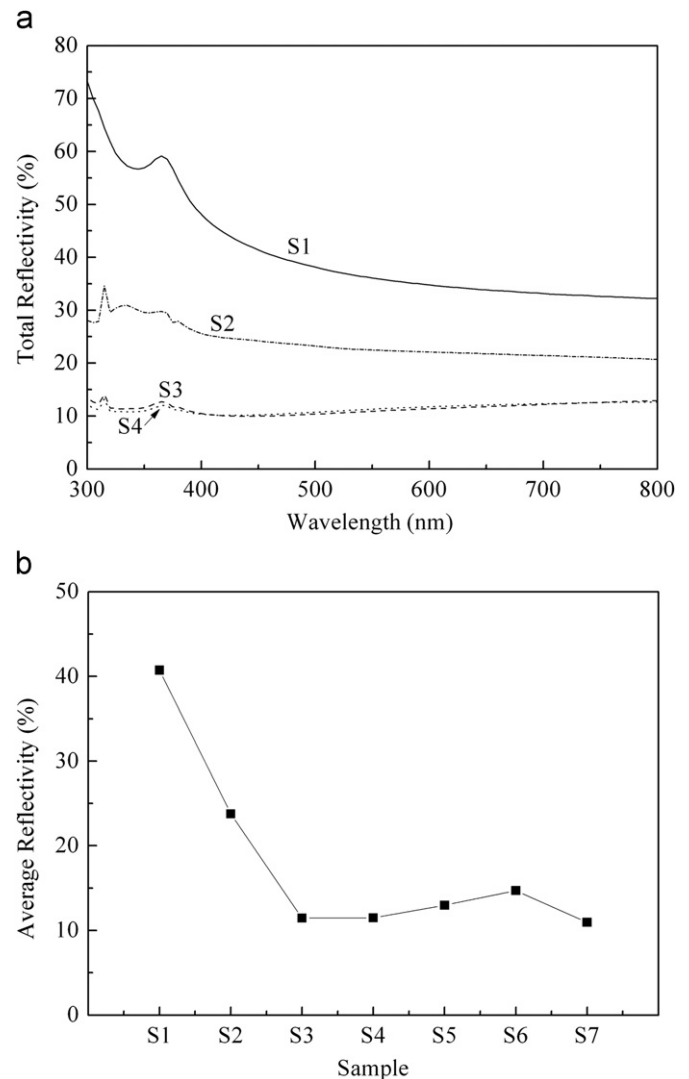 a
80
70
60
50
40
30
20
10
0
Total Reflectivity (%)
S1
S2
S3
S4
300 400 500 600 700 800
Wavelength (nm)
b
50
40
30
20
10
0
Average Reflectivity (%)
S1 S2 S3 S4 S5 S6 S7
Sample